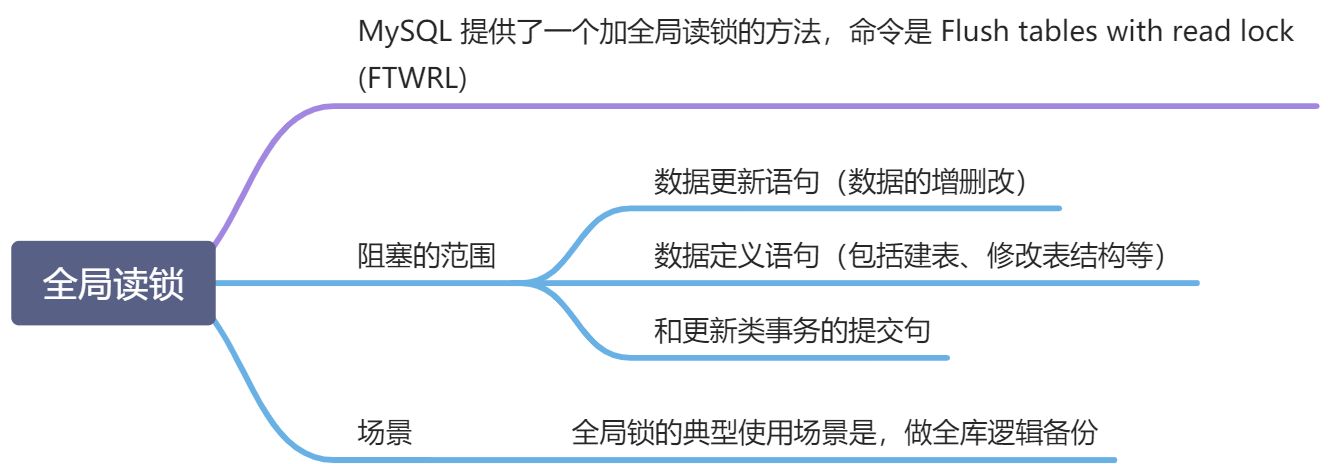 MySQL 提供了一个加全局读锁的方法，命令是 Flush tables with read lock
(FTWRL)
数据更新语句（数据的增删改）
阻塞的范围
数据定义语句（包括建表、修改表结构等）
全局读锁
和更新类事务的提交句
场景
全局锁的典型使用场景是，做全库逻辑备份